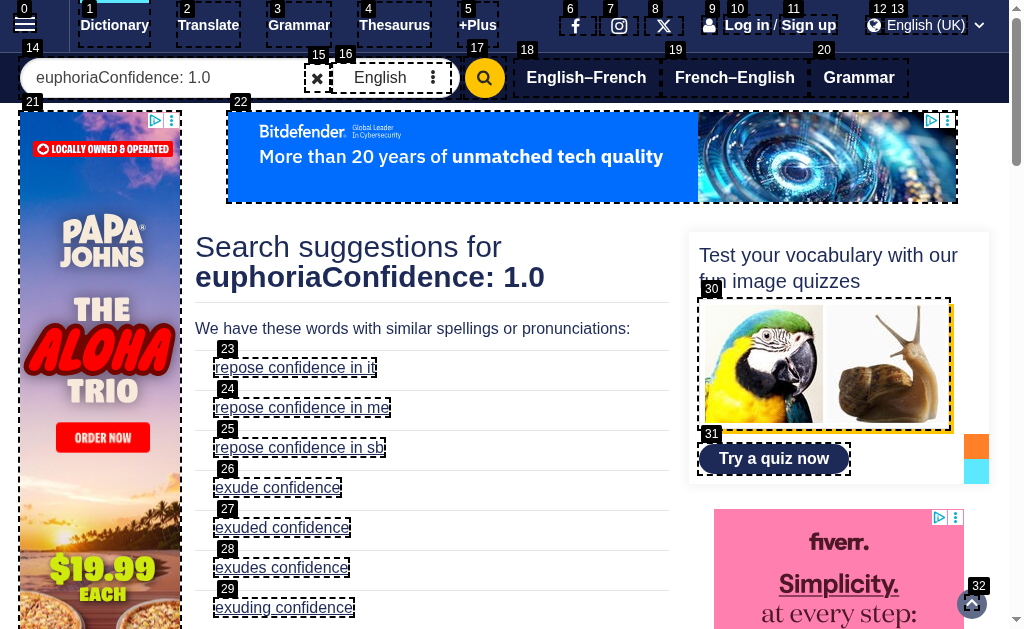 0 1 2 3 4 5 6 7 8 9 10 11 12 13
Dictionary Translate Grammar Thesaurus +Plus Log in / Sign up English (UK)
14 15 16 17 18 19 20
euphoriaConfidence: 1.0 English English–French French–English Grammar
21 22
LOCALLY OWNED & OPERATED
PAPA
JOHNS
THE
ALOHA
TRIO
ORDER NOW
$19.99
EACH
Bitdefender Global Leader
In Cybersecurity
More than 20 years of unmatched tech quality
Search suggestions for
euphoriaConfidence: 1.0
We have these words with similar spellings or pronunciations:
23
repose confidence in it
24
repose confidence in me
25
repose confidence in sb
26
exude confidence
27
exuded confidence
28
exudes confidence
29
exuding confidence
Test your vocabulary with our
fun image quizzes
30
31
Try a quiz now
fiverr.
Simplicity.
at every step:
32